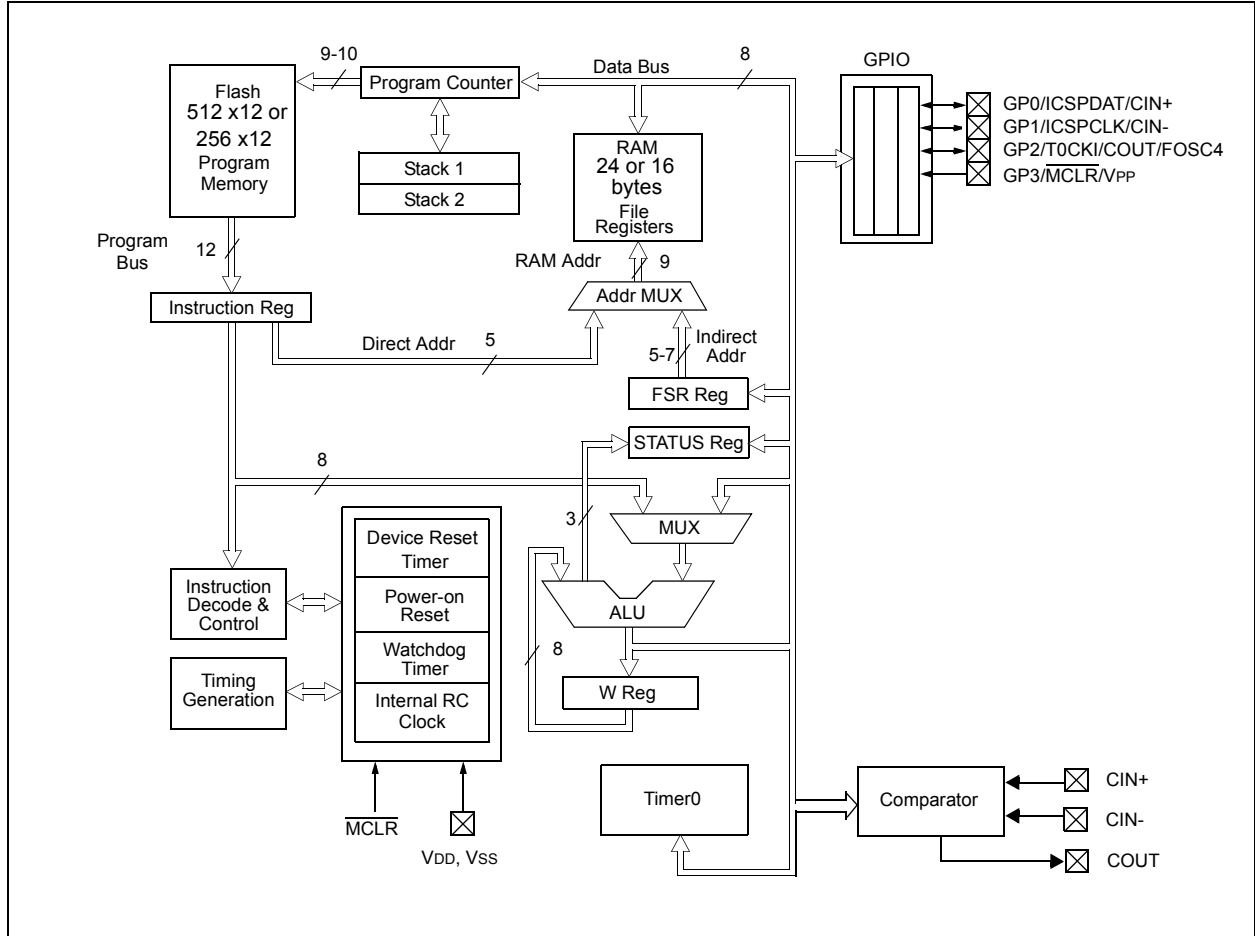 9-10
Program Counter
Data Bus
8
GPIO
Flash
512 x12 or
256 x12
Program
Memory
Stack 1
Stack 2
RAM
24 or 16
bytes
File
Registers
GP0/ICSPDAT/CIN+
GP1/ICSPCLK/CIN-
GP2/T0CKI/COUT/FOSC4
GP3/MCLR/VPP
Program
Bus
12
RAM Addr
9
Instruction Reg
Addr MUX
Direct Addr
5
5-7
Indirect
Addr
FSR Reg
STATUS Reg
8
3
MUX
Device Reset
Timer
Power-on
Reset
Watchdog
Timer
Internal RC
Clock
Instruction
Decode &
Control
Timing
Generation
ALU
8
W Reg
MCLR
VDD, VSS
Timer0
Comparator
CIN+
CIN-
COUT